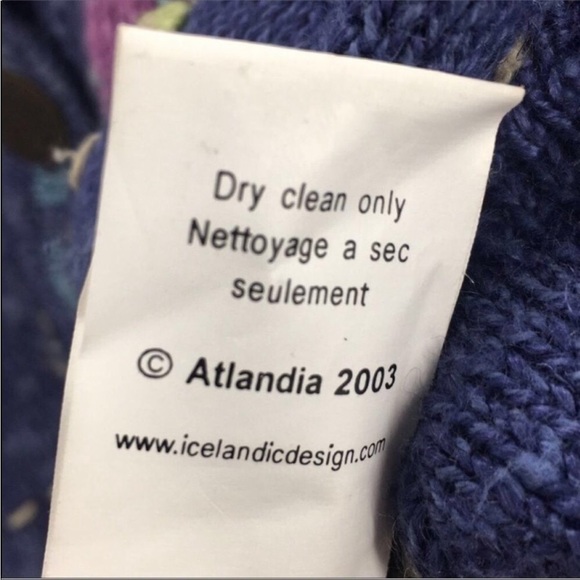 Dry clean only
Nettoyage a sec
seulement
© Atlandia 2003
www.icelandicdesign.com